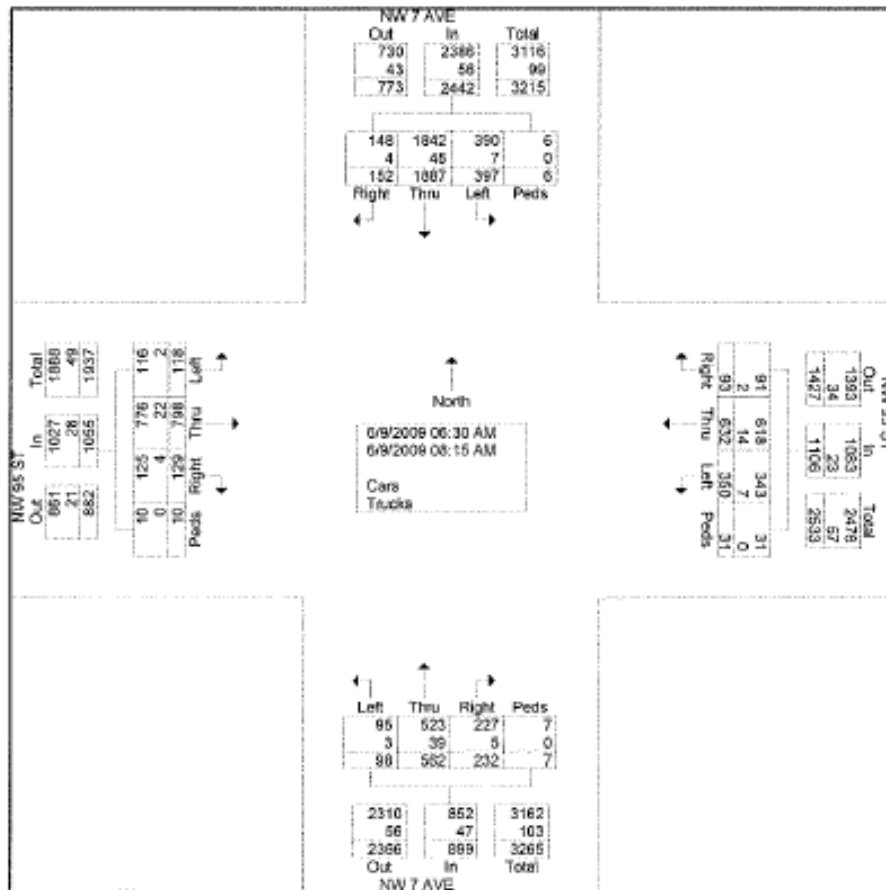 NW 7 AVE
Out In Total
730 2386 3116
43 56 99
773 2442 3215
148 1842 390 6
4 45 7 0
152 1887 397 6
Right Thru Left Peds
NW 95 ST
Out In Total
861 1027 1888
21 28 49
882 1055 1937
116 776 125 10
2 22 4 0
118 798 129 10
Left Thru Right Peds
North
6/9/2009 06:30 AM
6/9/2009 08:15 AM
Cars
Trucks
Right Thru Left Peds
93 632 350 31
2 14 7 0
91 618 343 31
Out In Total
1393 1083 2476
34 23 57
1427 1106 2533
Left Thru Right Peds
95 523 227 7
3 39 5 0
98 562 232 7
2310 852 3162
56 47 103
2366 899 3265
Out In Total
NW 7 AVE